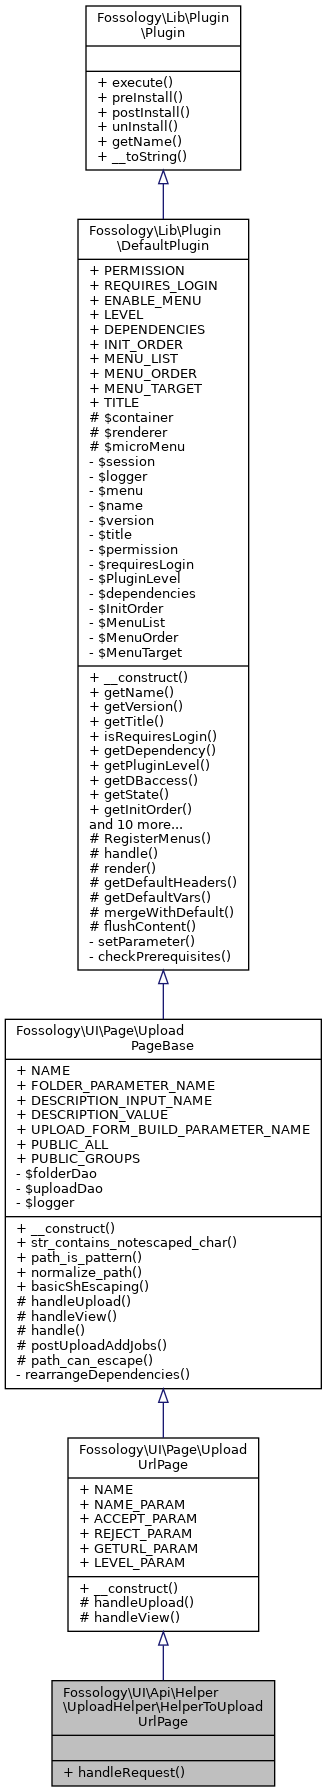 Fossology\Lib\Plugin
\Plugin
+ execute()
+ preInstall()
+ postInstall()
+ unInstall()
+ getName()
+ __toString()
Fossology\Lib\Plugin
\DefaultPlugin
+ PERMISSION
+ REQUIRES_LOGIN
+ ENABLE_MENU
+ LEVEL
+ DEPENDENCIES
+ INIT_ORDER
+ MENU_LIST
+ MENU_ORDER
+ MENU_TARGET
+ TITLE
# $container
# $renderer
# $microMenu
- $session
- $logger
- $menu
- $name
- $version
- $title
- $permission
- $requiresLogin
- $PluginLevel
- $dependencies
- $InitOrder
- $MenuList
- $MenuOrder
- $MenuTarget
+ __construct()
+ getName()
+ getVersion()
+ getTitle()
+ isRequiresLogin()
+ getDependency()
+ getPluginLevel()
+ getDBaccess()
+ getState()
+ getInitOrder()
and 10 more...
# RegisterMenus()
# handle()
# render()
# getDefaultHeaders()
# getDefaultVars()
# mergeWithDefault()
# flushContent()
- setParameter()
- checkPrerequisites()
Fossology\UI\Page\Upload
PageBase
+ NAME
+ FOLDER_PARAMETER_NAME
+ DESCRIPTION_INPUT_NAME
+ DESCRIPTION_VALUE
+ UPLOAD_FORM_BUILD_PARAMETER_NAME
+ PUBLIC_ALL
+ PUBLIC_GROUPS
- $folderDao
- $uploadDao
- $logger
+ __construct()
+ str_contains_notescaped_char()
+ path_is_pattern()
+ normalize_path()
+ basicShEscaping()
# handleUpload()
# handleView()
# handle()
# postUploadAddJobs()
# path_can_escape()
- rearrangeDependencies()
Fossology\UI\Page\Upload
UrlPage
+ NAME
+ NAME_PARAM
+ ACCEPT_PARAM
+ REJECT_PARAM
+ GETURL_PARAM
+ LEVEL_PARAM
+ __construct()
# handleUpload()
# handleView()
Fossology\UI\Api\Helper
\UploadHelper\HelperToUpload
UrlPage
+ handleRequest()